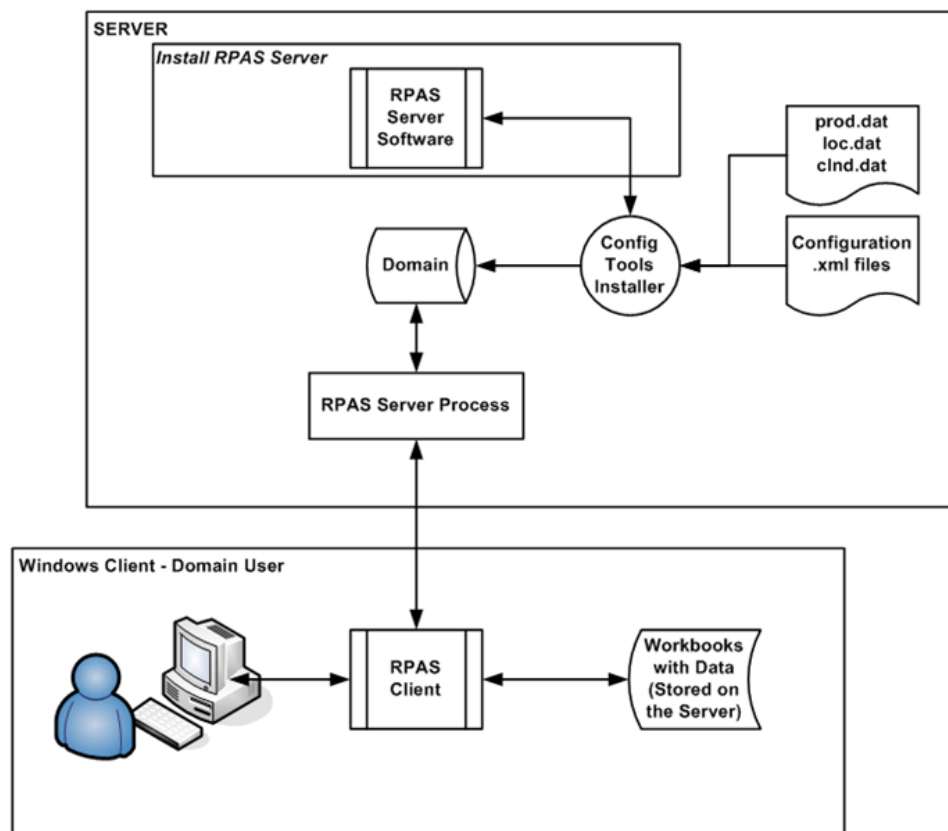 SERVER
Install RPAS Server
RPAS
Server
Software
prod.dat
loc.dat
clnd.dat
Domain
Config
Tools
Installer
Configuration
.xml files
RPAS Server Process
Windows Client - Domain User
RPAS
Client
Workbooks
with Data
(Stored on
the Server)